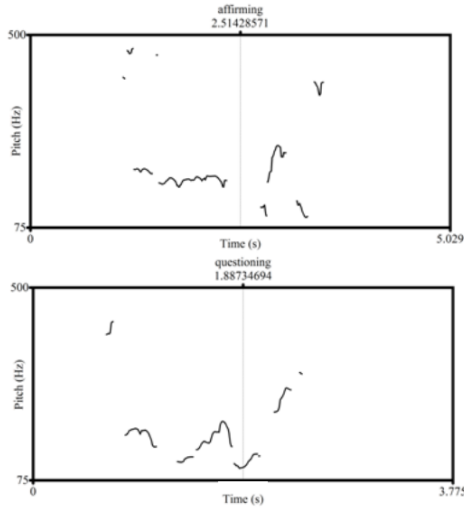 affirming
2.51428571
500
Pitch (Hz)
75
0
Time (s)
5.029
questioning
1.88734694
500
Pitch (Hz)
75
0
Time (s)
3.775